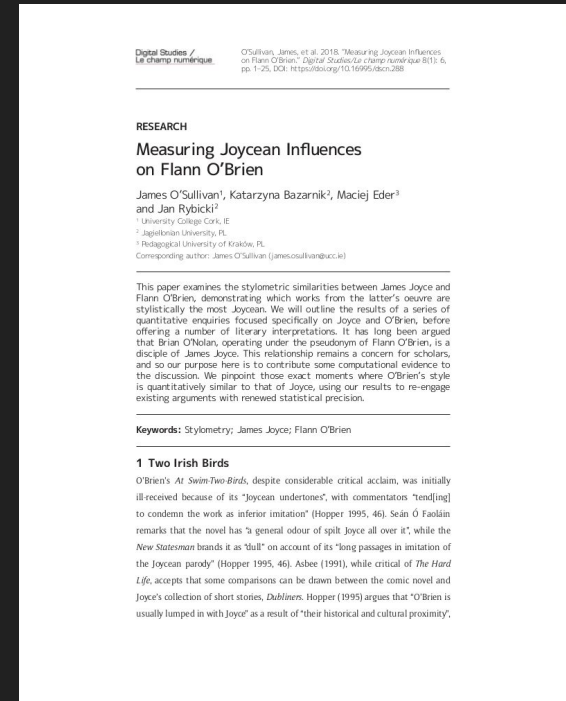 Digital Studies /
Le champ numérique
O'Sullivan, James, et al. 2018. "Measuring Joycean Influences
on Flann O'Brien." Digital Studies/Le champ numérique 8(1): 6,
pp. 1–25, DOI: https://doi.org/10.16995/dscn.288
RESEARCH
Measuring Joycean Influences
on Flann O'Brien
James O'Sullivan¹, Katarzyna Bazarnik², Maciej Eder³
and Jan Rybicki²
¹ University College Cork, IE
² Jagiellonian University, PL
³ Pedagogical University of Kraków, PL
Corresponding author: James O'Sullivan (james.osullivan@ucc.ie)
This paper examines the stylometric similarities between James Joyce and
Flann O'Brien, demonstrating which works from the latter's oeuvre are
stylistically the most Joycean. We will outline the results of a series of
quantitative enquiries focused specifically on Joyce and O'Brien, before
offering a number of literary interpretations. It has long been argued
that Brian O'Nolan, operating under the pseudonym of Flann O'Brien, is a
disciple of James Joyce. This relationship remains a concern for scholars,
and so our purpose here is to contribute some computational evidence to
the discussion. We pinpoint those exact moments where O'Brien's style
is quantitatively similar to that of Joyce, using our results to re-engage
existing arguments with renewed statistical precision.
Keywords: Stylometry; James Joyce; Flann O'Brien
1 Two Irish Birds
O'Brien's At Swim-Two-Birds, despite considerable critical acclaim, was initially
ill-received because of its "Joycean undertones", with commentators "tend[ing]
to condemn the work as inferior imitation" (Hopper 1995, 46). Seán Ó Faoláin
remarks that the novel has "a general odour of spilt Joyce all over it", while the
New Statesman brands it as "dull" on account of its "long passages in imitation of
the Joycean parody" (Hopper 1995, 46). Asbee (1991), while critical of The Hard
Life, accepts that some comparisons can be drawn between the comic novel and
Joyce's collection of short stories, Dubliners. Hopper (1995) argues that "O'Brien is
usually lumped in with Joyce" as a result of "their historical and cultural proximity",